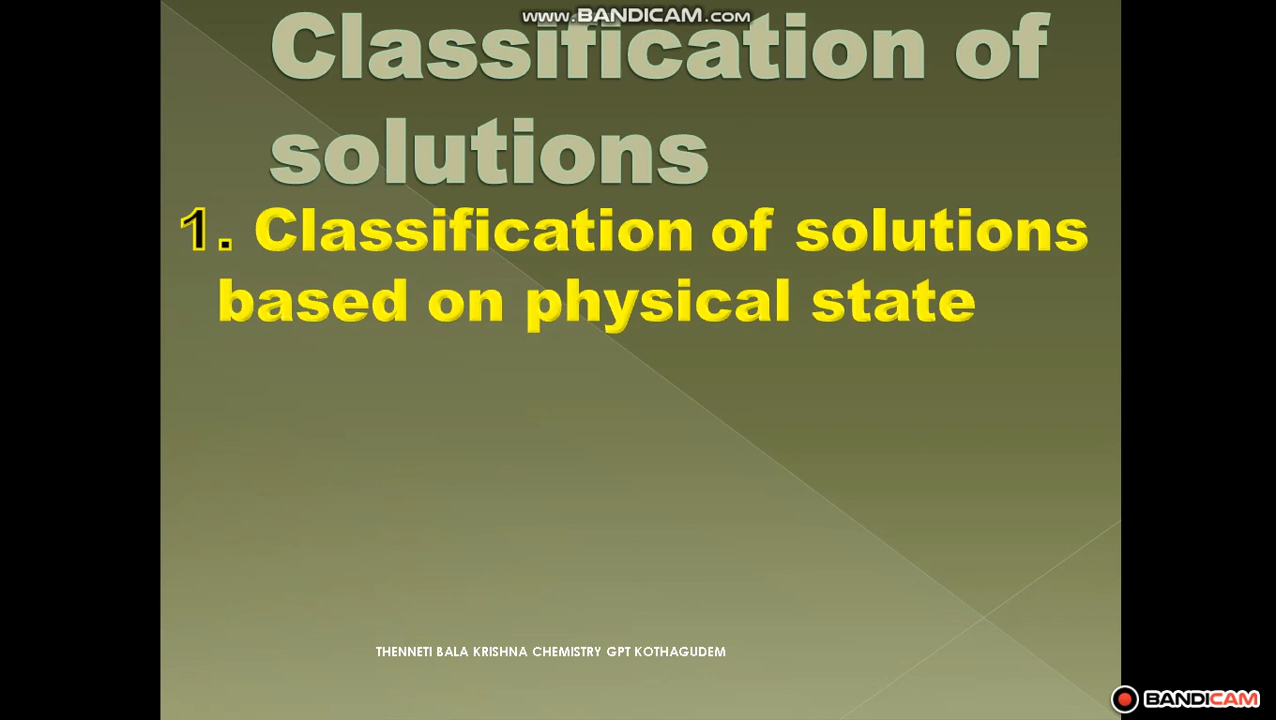 www.BANDICAM.com
Classification of
solutions
1. Classification of solutions
based on physical state
THENNETI BALA KRISHNA CHEMISTRY GPT KOTHAGUDEM
BANDICAM